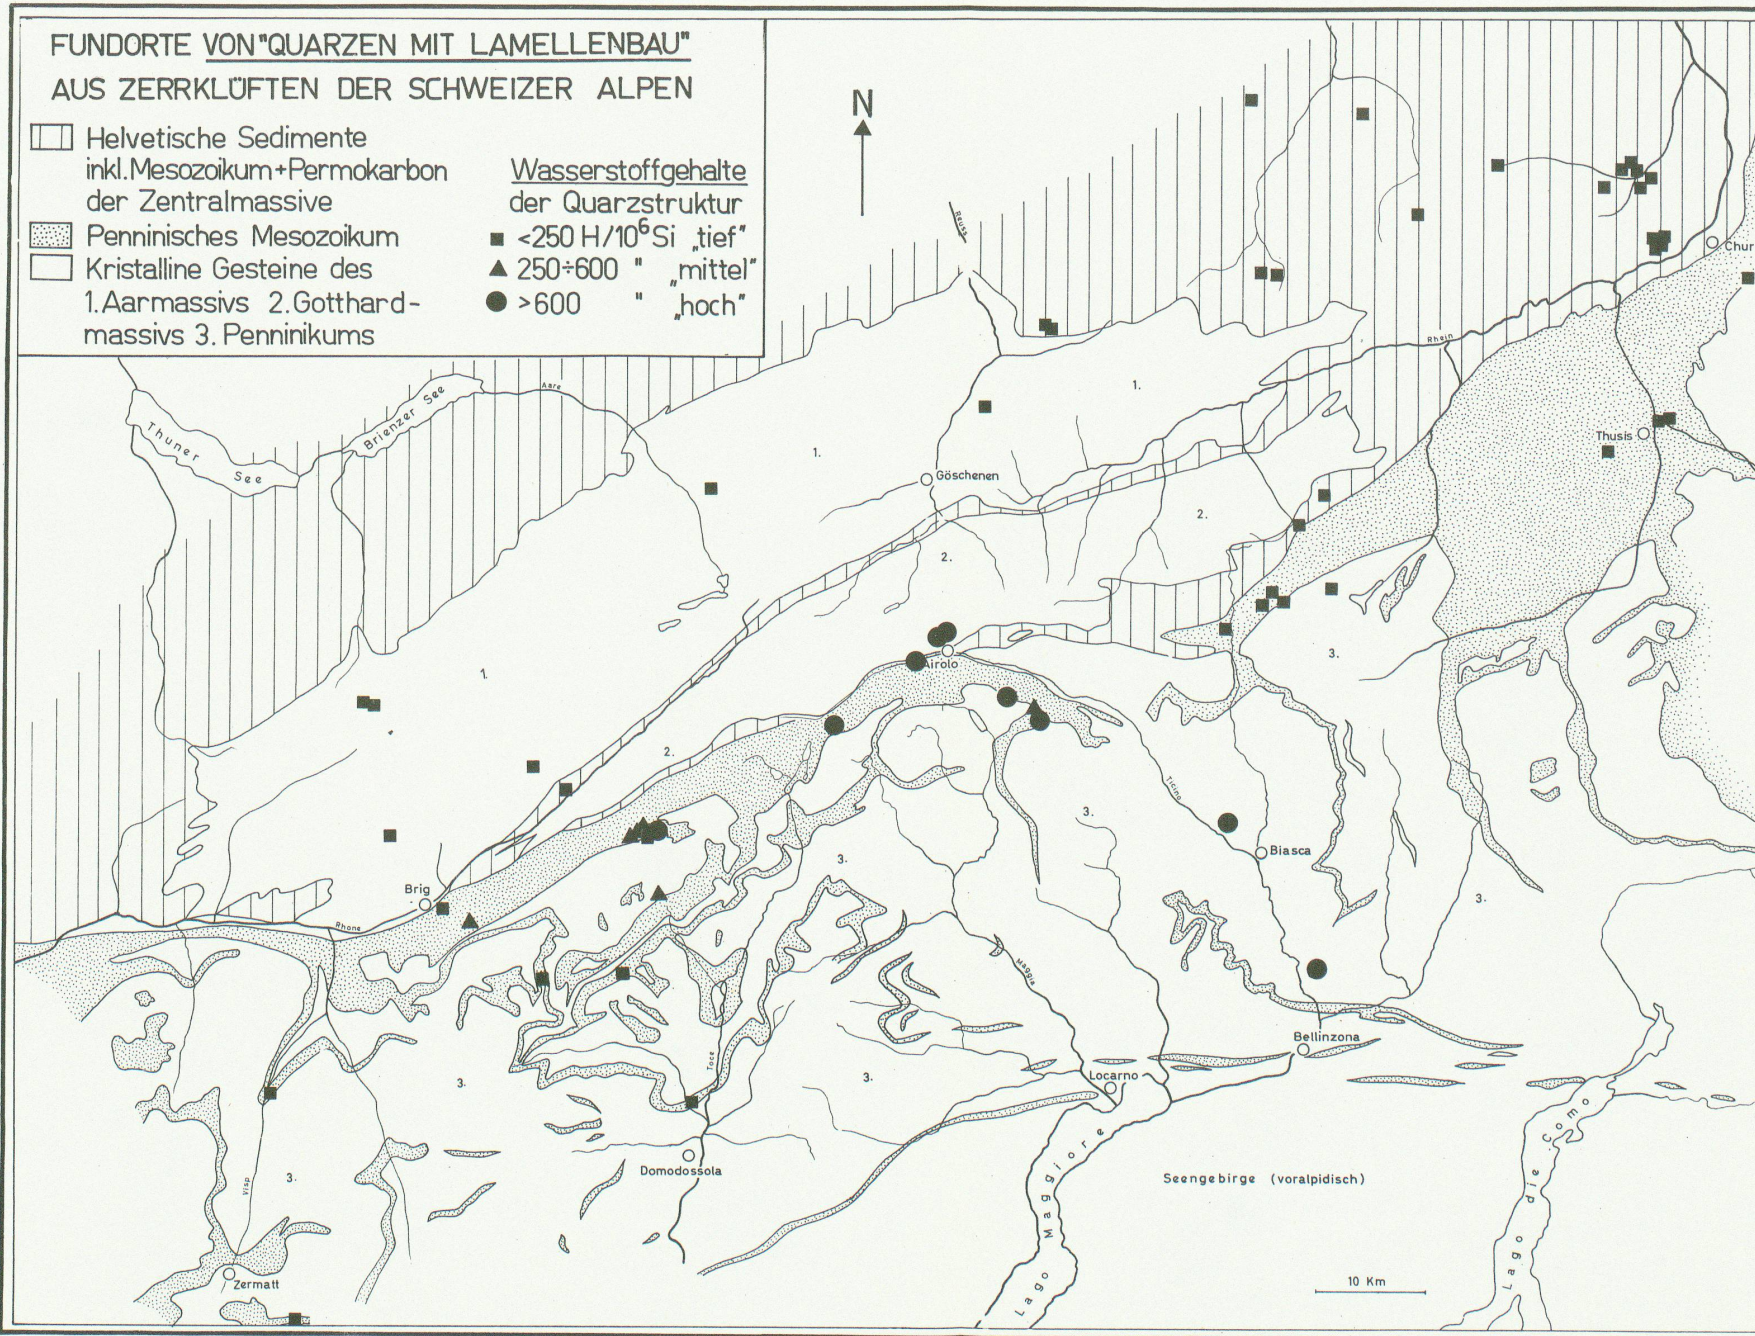 FUNDORTE VON "QUARZEN MIT LAMELLENBAU"
AUS ZERRKLÜFTEN DER SCHWEIZER ALPEN
Helvetische Sedimente
inkl. Mesozoikum + Permokarbon
der Zentralmassive
Penninisches Mesozoikum
Kristalline Gesteine des
1. Aarmassivs 2. Gotthard-
massivs 3. Penninikums
Wasserstoffgehalte
der Quarzstruktur
<250 H/10⁶Si „tief"
250÷600 " „mittel"
>600 " „hoch"
N
Reuss
Chur
Rhein
Aare
Thuner See
Brienzer See
1.
1.
Thusis
Göschenen
2.
2.
Airolo
3.
1.
2.
Ticino
3.
Biasca
3.
3.
Brig
Rhone
Maggia
Bellinzona
Toce
Locarno
3.
3.
Domodossola
Visp
3.
Lago Maggiore
Seengebirge (voralpidisch)
Lago die Como
Zermatt
10 Km